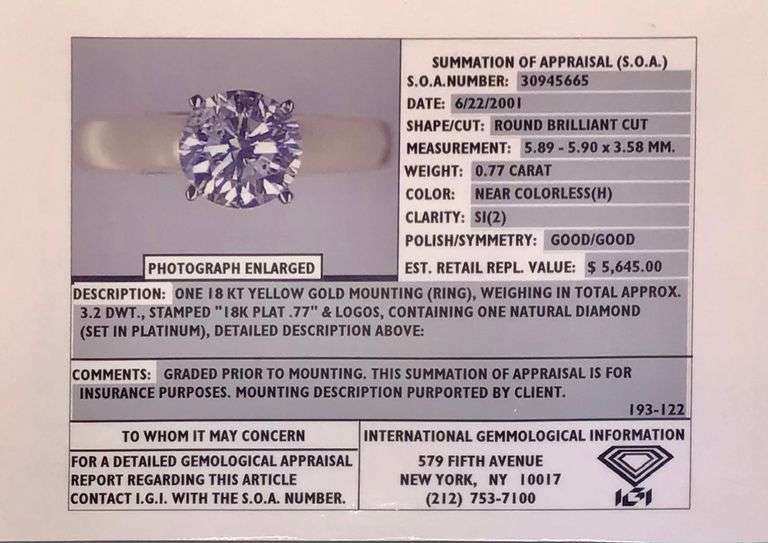 SUMMATION OF APPRAISAL (S.O.A.)
S.O.A.NUMBER: 30945665
DATE: 6/22/2001
SHAPE/CUT: ROUND BRILLIANT CUT
MEASUREMENT: 5.89 - 5.90 x 3.58 MM.
WEIGHT: 0.77 CARAT
COLOR: NEAR COLORLESS(H)
CLARITY: SI(2)
POLISH/SYMMETRY: GOOD/GOOD
EST. RETAIL REPL. VALUE: $ 5,645.00
PHOTOGRAPH ENLARGED
DESCRIPTION: ONE 18 KT YELLOW GOLD MOUNTING (RING), WEIGHING IN TOTAL APPROX.
3.2 DWT., STAMPED "18K PLAT .77" & LOGOS, CONTAINING ONE NATURAL DIAMOND
(SET IN PLATINUM), DETAILED DESCRIPTION ABOVE:
COMMENTS: GRADED PRIOR TO MOUNTING. THIS SUMMATION OF APPRAISAL IS FOR
INSURANCE PURPOSES. MOUNTING DESCRIPTION PURPORTED BY CLIENT.
193-122
TO WHOM IT MAY CONCERN
FOR A DETAILED GEMOLOGICAL APPRAISAL
REPORT REGARDING THIS ARTICLE
CONTACT I.G.I. WITH THE S.O.A. NUMBER.
INTERNATIONAL GEMMOLOGICAL INFORMATION
579 FIFTH AVENUE
NEW YORK, NY 10017
(212) 753-7100
IGI